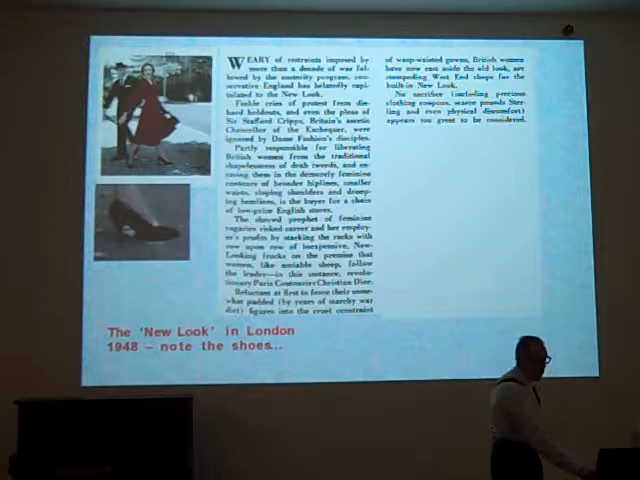 WEARY of restraints imposed by
more than a decade of war fol-
lowed by the austerity program, con-
servative England has belatedly capi-
tulated to the New Look.
Feeble cries of protest from die-
hard holdouts, and even the pleas of
Sir Stafford Cripps, Britain's ascetic
Chancellor of the Exchequer, were
ignored by Dame Fashion's disciples.
Partly responsible for liberating
British women from the traditional
shapelessness of drab tweeds, and en-
casing them in the demurely feminine
contours of broader hiplines, smaller
waists, sloping shoulders and droop-
ing hemlines, is the buyer for a chain
of low-price English stores.
The shrewd prophet of feminine
vagaries risked career and her employ-
er's profits by stacking the racks with
row upon row of inexpensive, New-
Looking frocks on the premise that
women, like amiable sheep, follow
the leader—in this instance, revolu-
tionary Paris Couturier Christian Dior.
Reluctant at first to force their some-
what padded (by years of starchy war
diet) figures into the cruel constraint
of wasp-waisted gowns, British women
have now cast aside the old look, are
stampeding West End shops for the
built-in New Look.
No sacrifice (including precious
clothing coupons, scarce pounds Ster-
ling and even physical discomfort)
appears too great to be considered.
The 'New Look' in London
1948 – note the shoes...